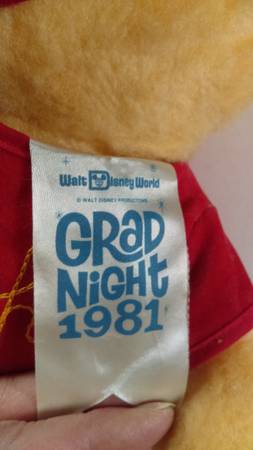 Walt Disney World
© WALT DISNEY PRODUCTIONS
GRAD
NiGHT
1981